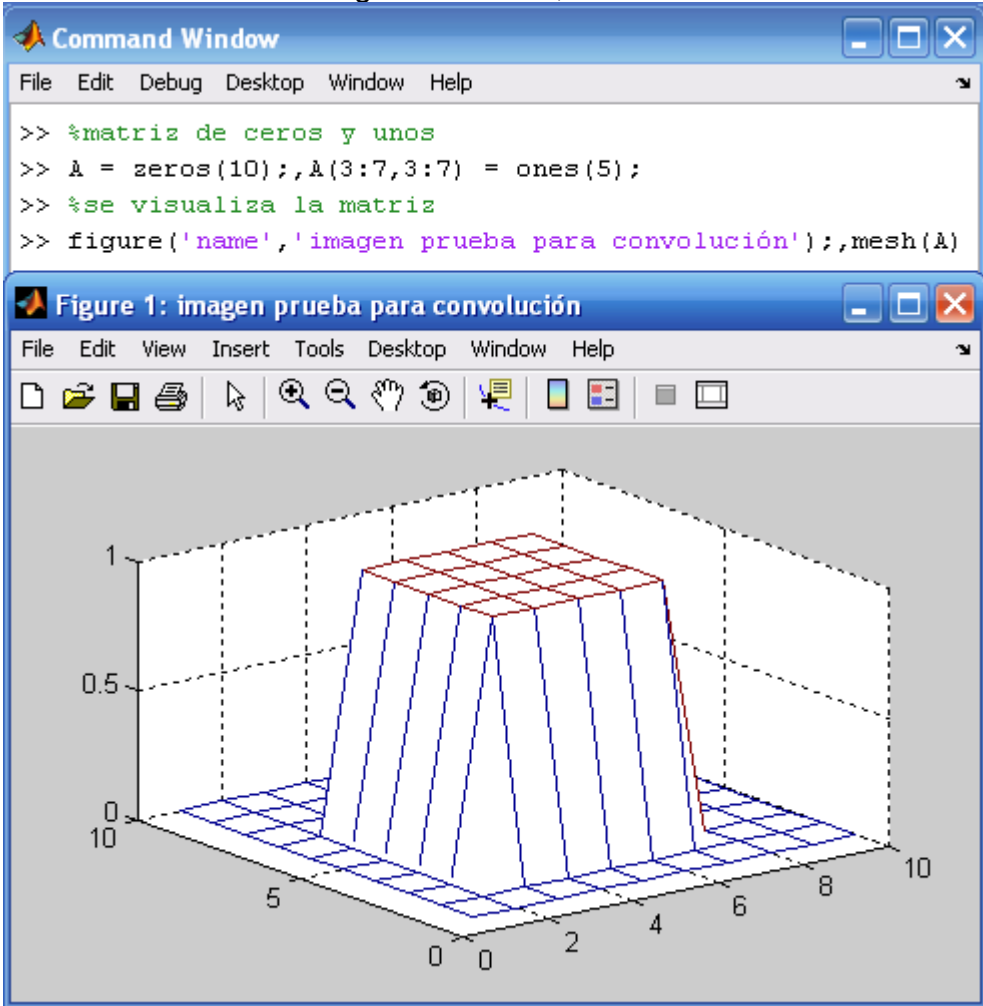 Command Window
File Edit Debug Desktop Window Help
>> %matriz de ceros y unos
>> A = zeros(10);,A(3:7,3:7) = ones(5);
>> %se visualiza la matriz
>> figure('name','imagen prueba para convolución');,mesh(A)
Figure 1: imagen prueba para convolución
File Edit View Insert Tools Desktop Window Help
1
0.5
0
10
5
0
0
2
4
6
8
10